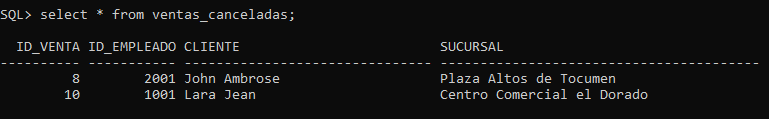 SQL> select * from ventas_canceladas;
ID_VENTA ID_EMPLEADO CLIENTE SUCURSAL
---------- ----------- ------------------------------- ----------------------------------------
8 2001 John Ambrose Plaza Altos de Tocumen
10 1001 Lara Jean Centro Comercial el Dorado